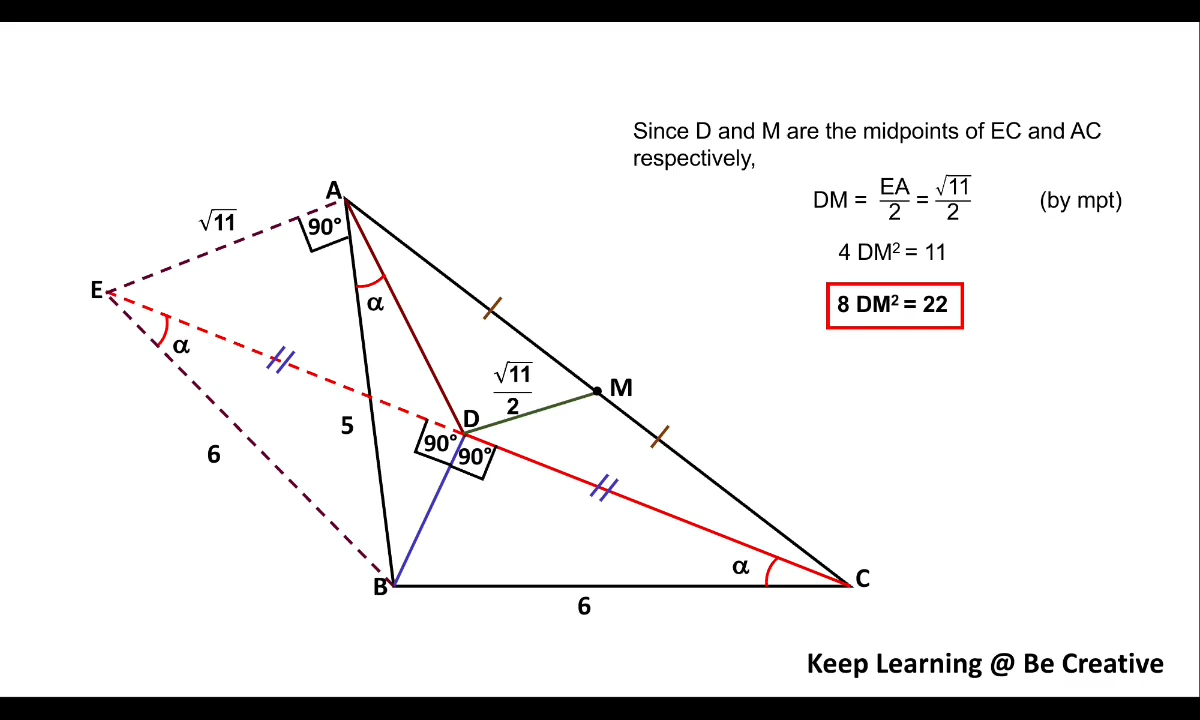 Since D and M are the midpoints of EC and AC
respectively,
DM = EA/2 = √11/2 (by mpt)
4 DM² = 11
8 DM² = 22
A
√11
90°
E
α
α
√11/2
M
D
5
90°
90°
6
α
C
B
6
Keep Learning @ Be Creative